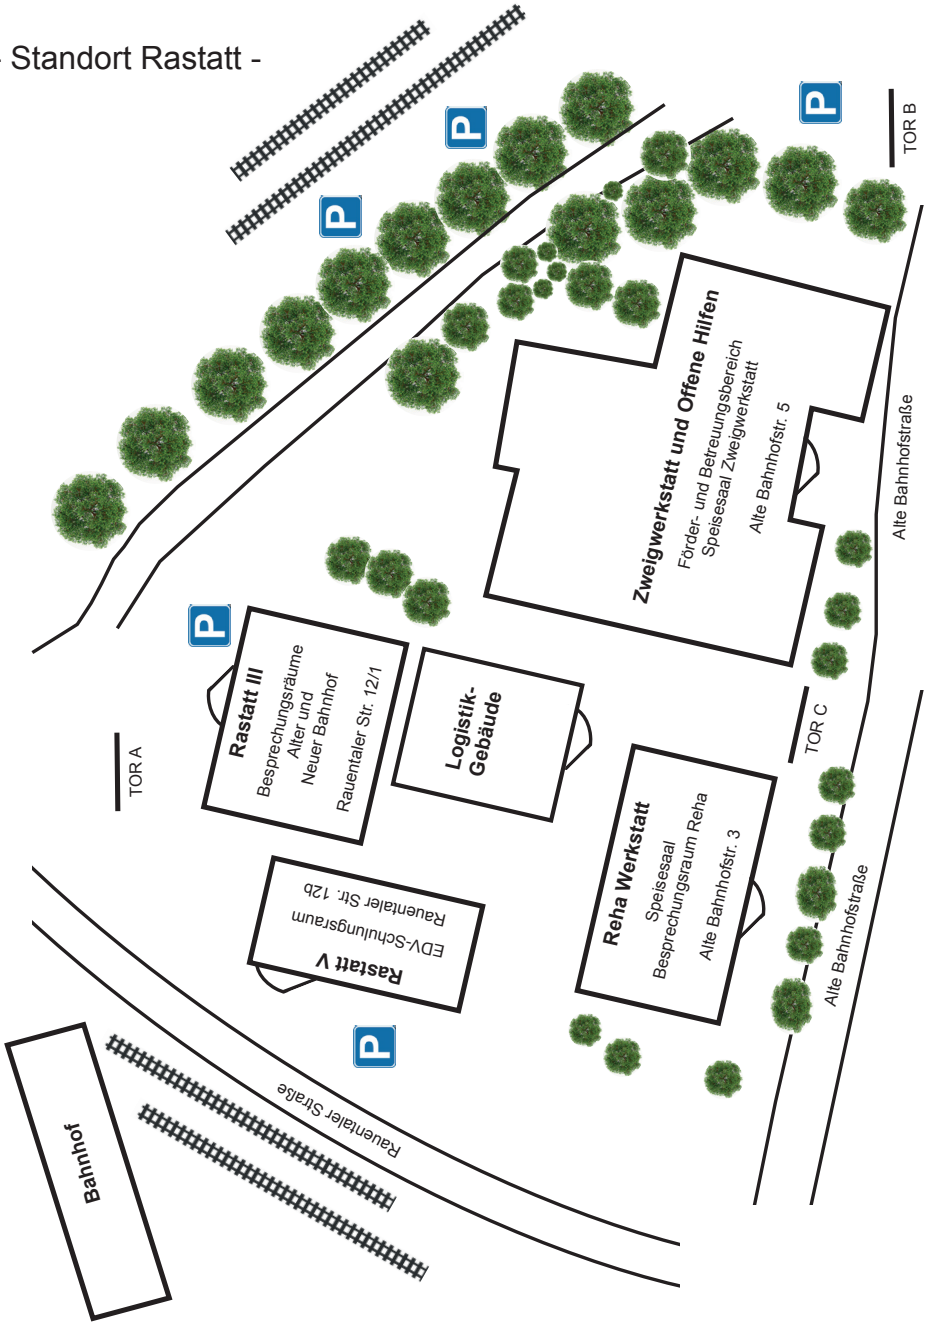 - Standort Rastatt -
P
P
P
TOR B
Zweigwerkstatt und Offene Hilfen
Förder- und Betreuungsbereich
Speisesaal Zweigwerkstatt
Alte Bahnhofstr. 5
Alte Bahnhofstraße
P
Rastatt III
Besprechungsräume
Alter und
Neuer Bahnhof
Rauentaler Str. 12/1
TOR A
Logistik-
Gebäude
TOR C
Reha Werkstatt
Speisesaal
Besprechungsraum Reha
Alte Bahnhofstr. 3
Alte Bahnhofstraße
Rastatt V
EDV-Schulungsraum
Rauentaler Str. 12b
P
Rauentaler Straße
Bahnhof